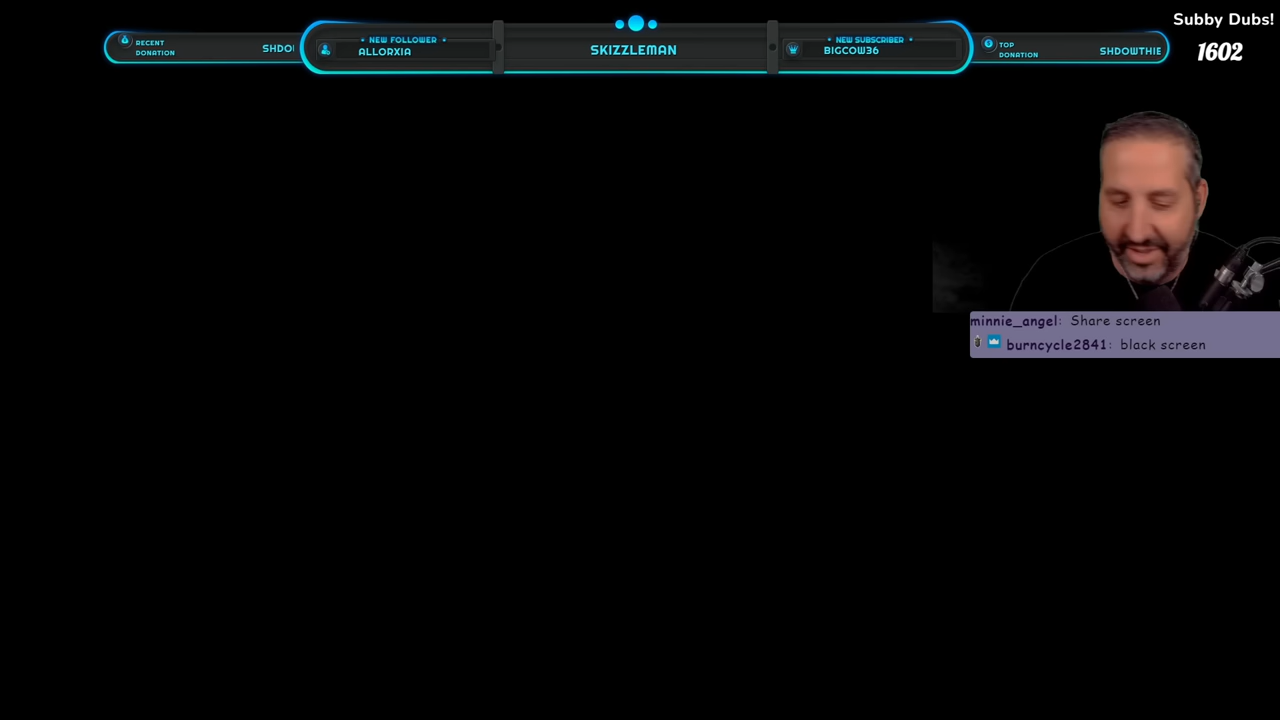 Subby Dubs!
1602
RECENT
DONATION
SHDOI
NEW FOLLOWER
ALLORXIA
SKIZZLEMAN
NEW SUBSCRIBER
BIGCOW36
TOP
DONATION
SHDOWTHIE
minnie_angel: Share screen
burncycle2841: black screen